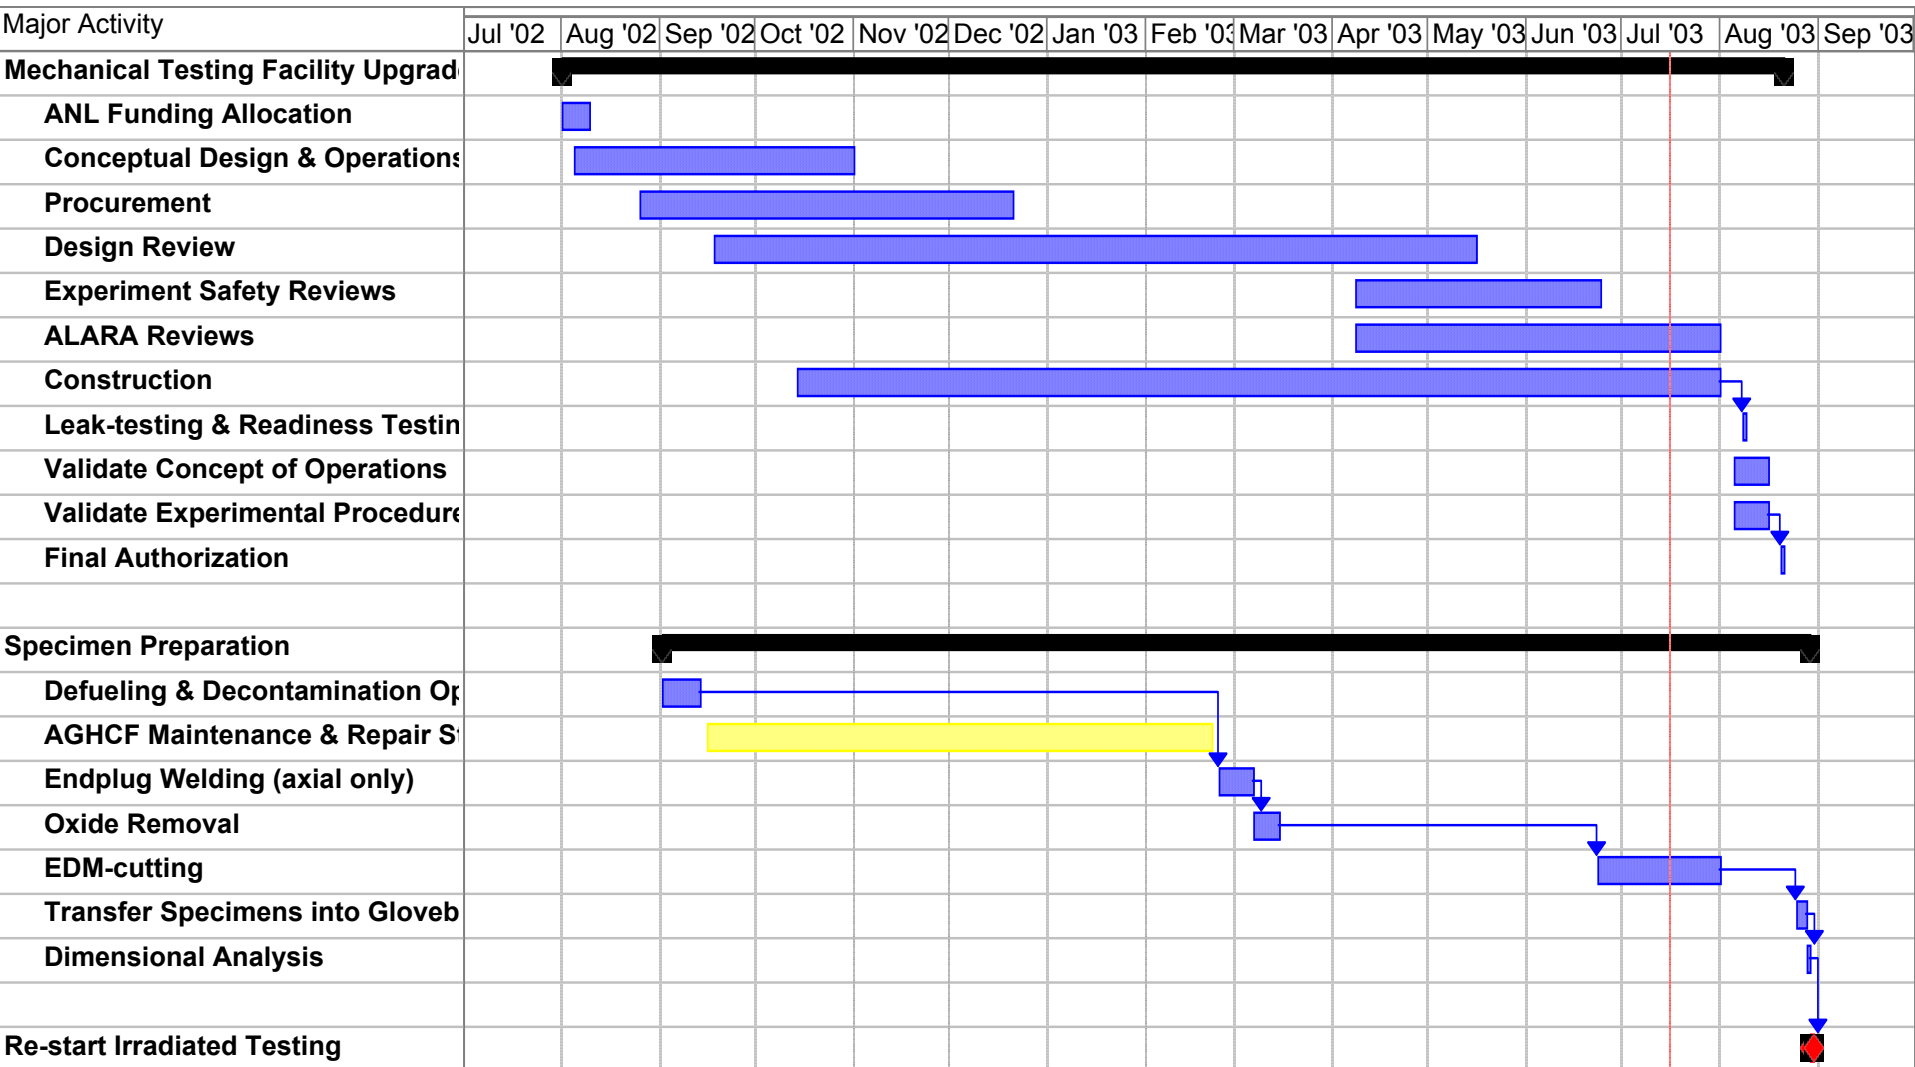 Major Activity
Jul '02 Aug '02 Sep '02 Oct '02 Nov '02 Dec '02 Jan '03 Feb '03 Mar '03 Apr '03 May '03 Jun '03 Jul '03 Aug '03 Sep '03
Mechanical Testing Facility Upgrad
ANL Funding Allocation
Conceptual Design & Operations
Procurement
Design Review
Experiment Safety Reviews
ALARA Reviews
Construction
Leak-testing & Readiness Testin
Validate Concept of Operations
Validate Experimental Procedure
Final Authorization
Specimen Preparation
Defueling & Decontamination Op
AGHCF Maintenance & Repair St
Endplug Welding (axial only)
Oxide Removal
EDM-cutting
Transfer Specimens into Gloveb
Dimensional Analysis
Re-start Irradiated Testing